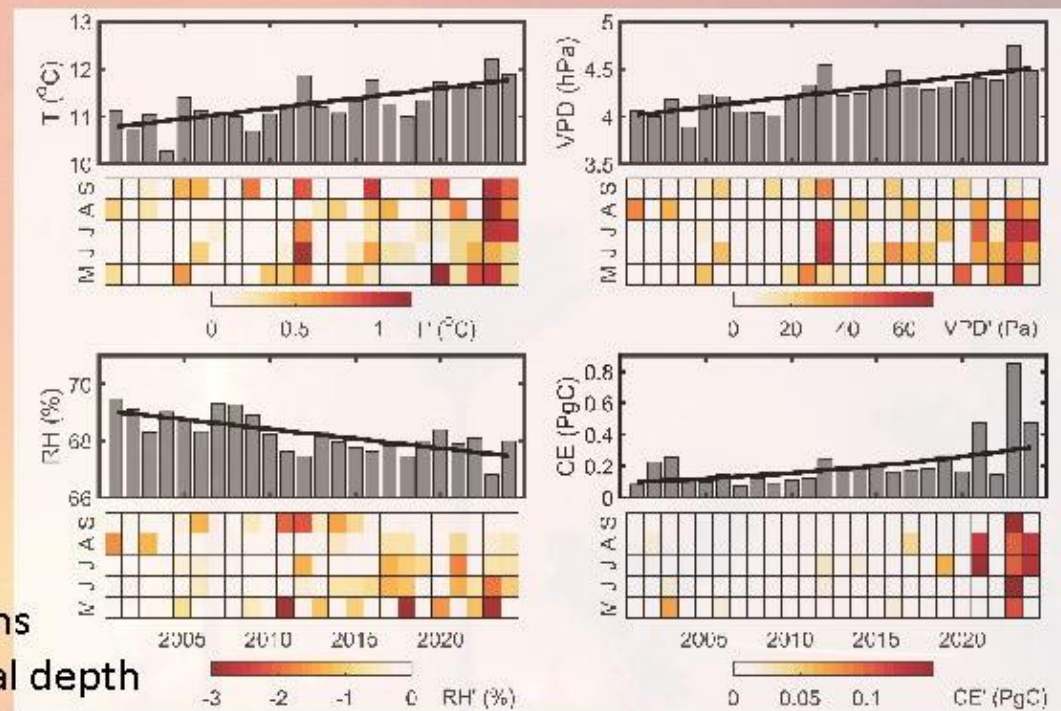 13
12
11
10
T (°C)
S
A
J
J
M
0 0.5 1 T' (°C)
5
4.5
4
3.5
VPD (hPa)
0 20 40 60 VPD' (Pa)
70
68
66
RH (%)
S
A
J
J
M
2005 2010 2015 2020
-3 -2 -1 0 RH' (%)
0.8
0.6
0.4
0.2
0
CE (PgC)
2005 2010 2015 2020
0 0.05 0.1 CE' (PgC)
ns
al depth